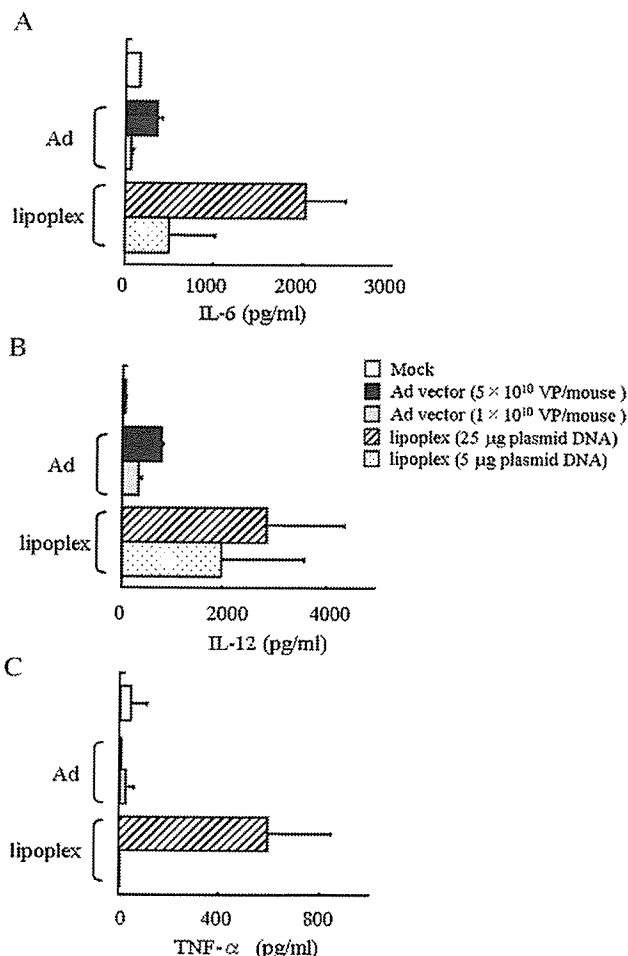 A
Ad
lipoplex
0 1000 2000 3000
IL-6 (pg/ml)
B
Mock
Ad vector (5 × 10¹⁰ VP/mouse )
Ad vector (1 × 10¹⁰ VP/mouse )
lipoplex (25 μg plasmid DNA)
lipoplex (5 μg plasmid DNA)
Ad
lipoplex
0 2000 4000
IL-12 (pg/ml)
C
Ad
lipoplex
0 400 800
TNF-α (pg/ml)